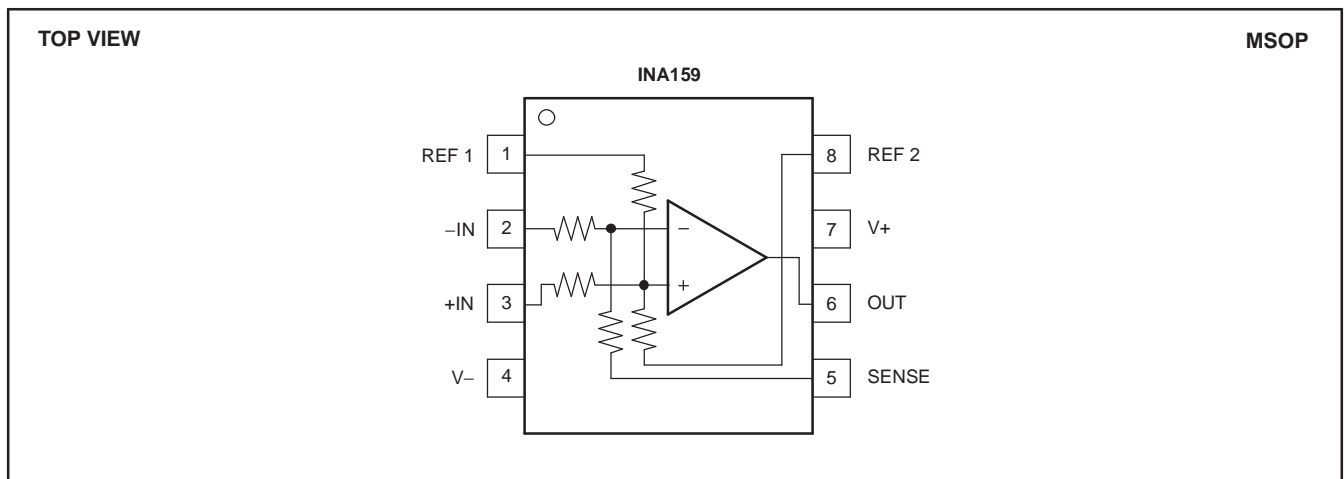 TOP VIEW
MSOP
INA159
REF 1 1
8 REF 2
−IN 2
−
7 V+
+IN 3
+
6 OUT
V− 4
5 SENSE